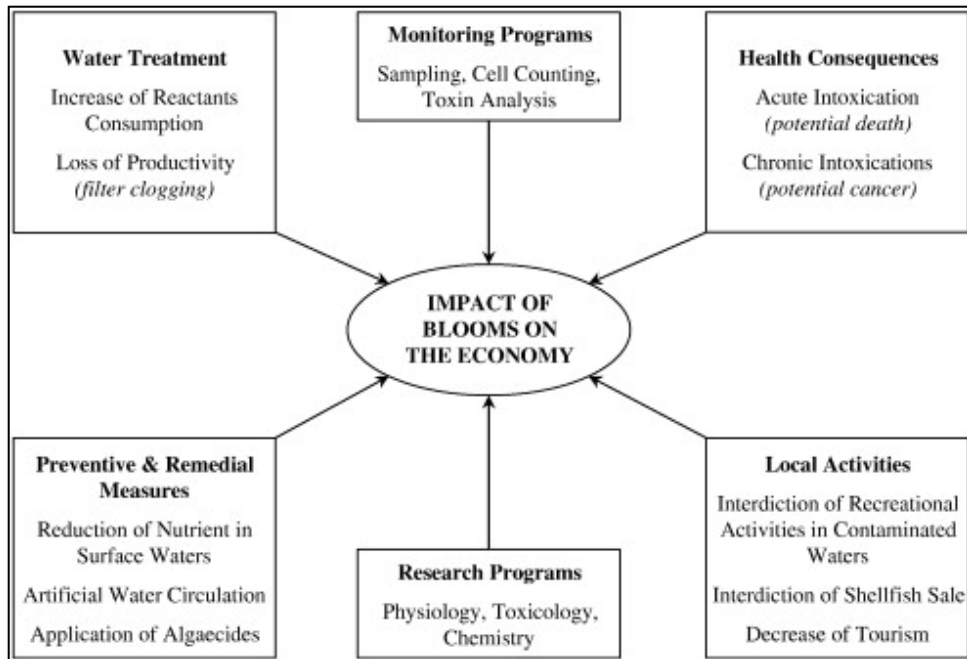 Water Treatment
Increase of Reactants
Consumption
Loss of Productivity
(filter clogging)
Monitoring Programs
Sampling, Cell Counting,
Toxin Analysis
Health Consequences
Acute Intoxication
(potential death)
Chronic Intoxications
(potential cancer)
IMPACT OF
BLOOMS ON
THE ECONOMY
Preventive & Remedial
Measures
Reduction of Nutrient in
Surface Waters
Artificial Water Circulation
Application of Algaecides
Research Programs
Physiology, Toxicology,
Chemistry
Local Activities
Interdiction of Recreational
Activities in Contaminated
Waters
Interdiction of Shellfish Sale
Decrease of Tourism